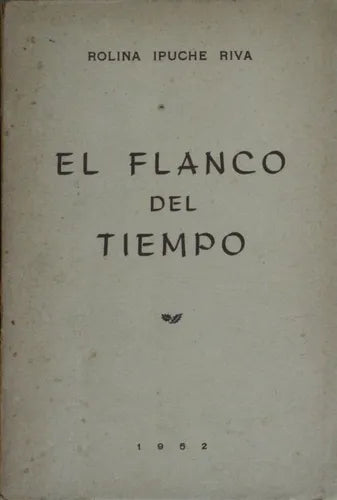 ROLINA IPUCHE RIVA
EL FLANCO
DEL
TIEMPO
1952